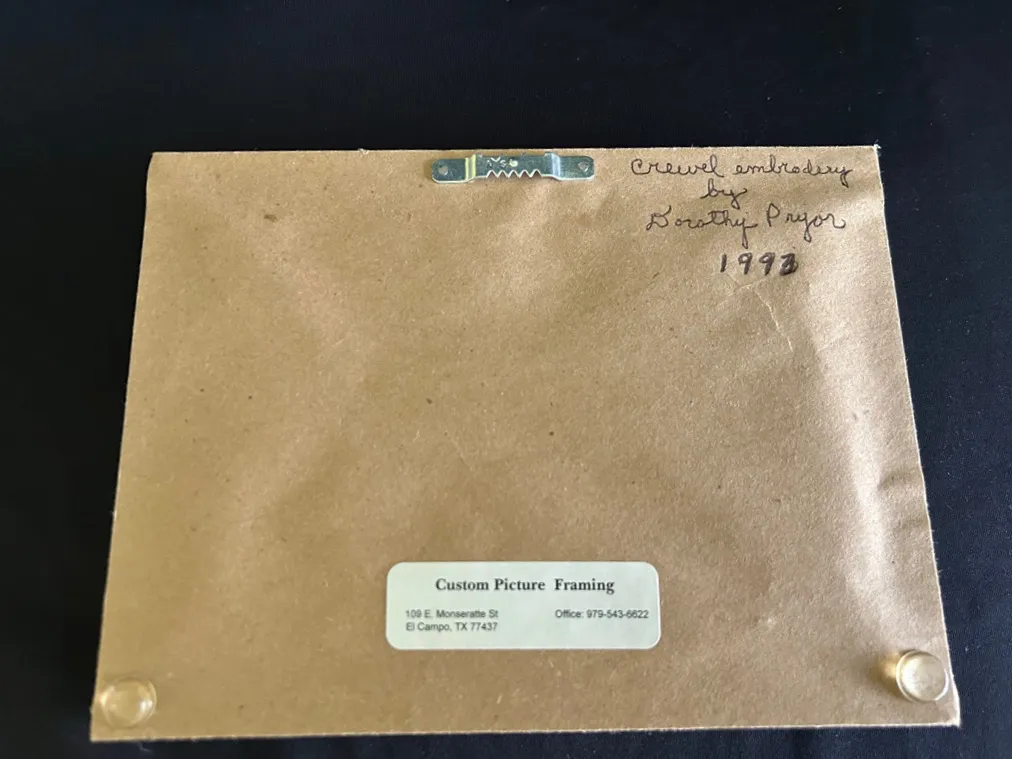 Crewel embrodery
by
Dorothy Pryor
1993
Custom Picture Framing
109 E. Monseratte St
Office: 979-543-6622
El Campo, TX 77437